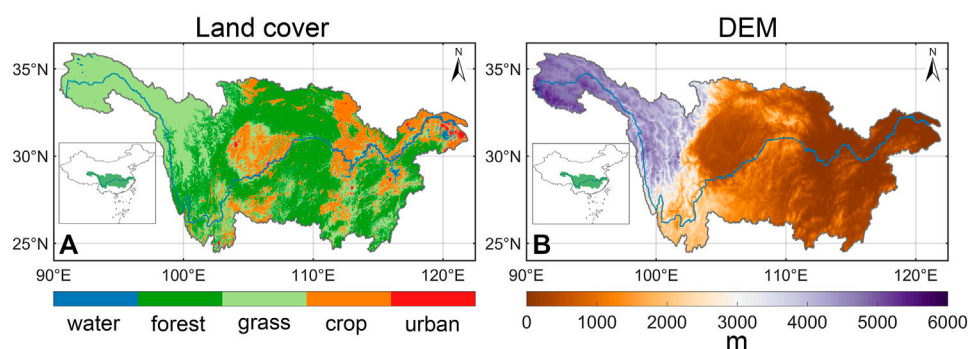 Land cover
DEM
35°N
30°N
25°N
N
A
90°E 100°E 110°E 120°E
water forest grass crop urban
35°N
30°N
25°N
N
B
90°E 100°E 110°E 120°E
0 1000 2000 3000 4000 5000 6000
m